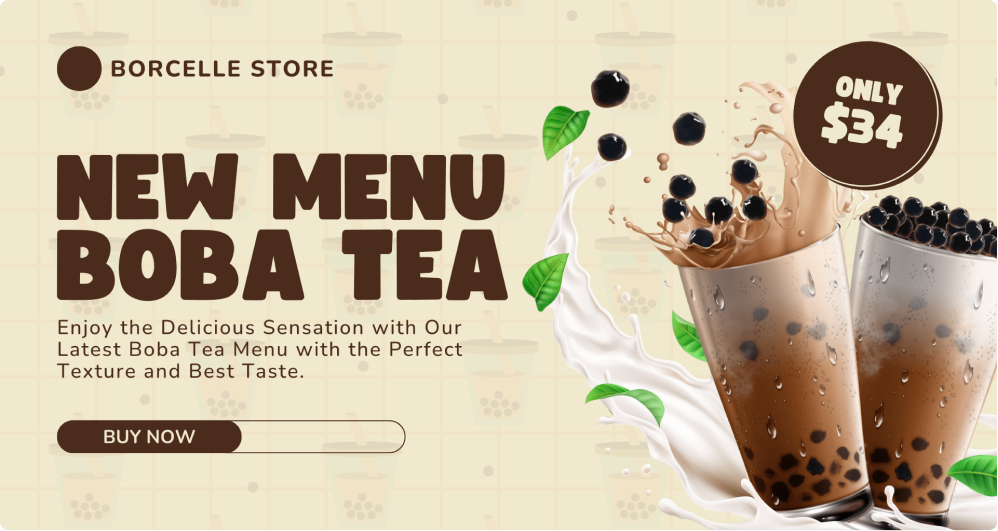 BORCELLE STORE
ONLY
$34
NEW MENU
BOBA TEA
Enjoy the Delicious Sensation with Our
Latest Boba Tea Menu with the Perfect
Texture and Best Taste.
BUY NOW